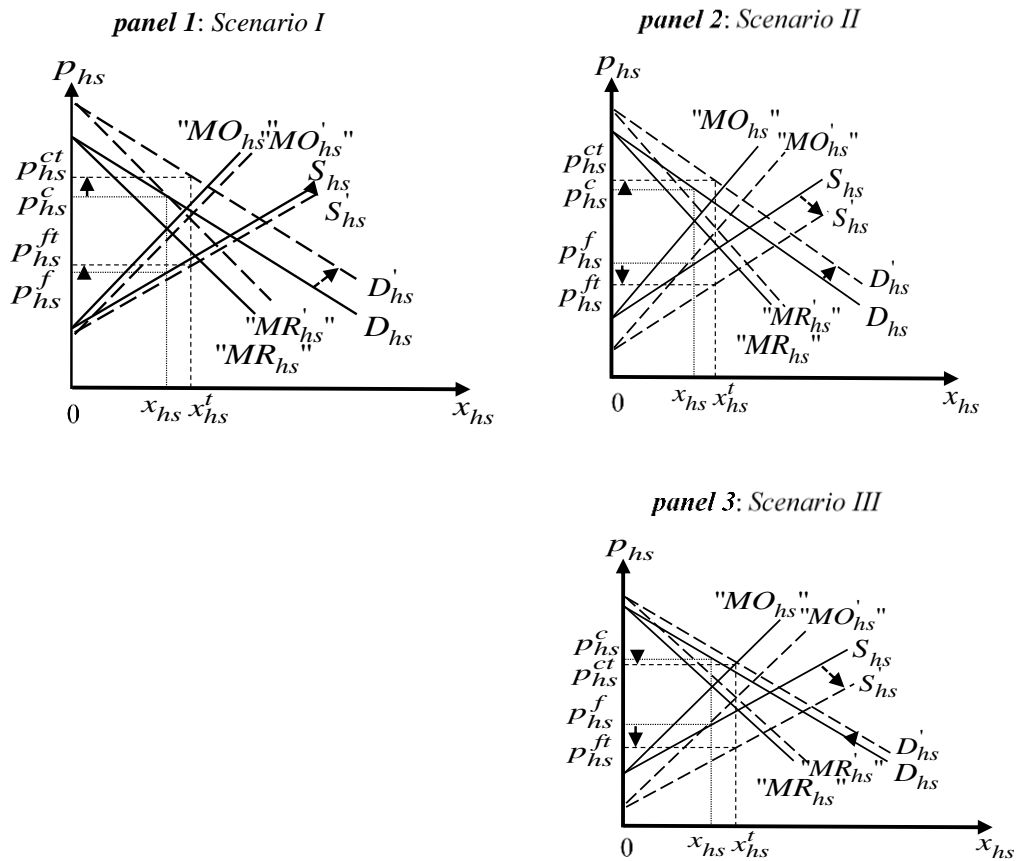 panel 1: Scenario I
p_hs
"MO_hs" "MO'_hs"
p_hs^ct
S_hs
p_hs^c
S'_hs
p_hs^ft
p_hs^f
D'_hs
"MR'_hs"
D_hs
"MR_hs"
0
x_hs x_hs^t
x_hs
panel 2: Scenario II
p_hs
"MO_hs"
"MO'_hs"
p_hs^ct
p_hs^c
S_hs
S'_hs
p_hs^f
p_hs^ft
D'_hs
"MR'_hs"
D_hs
"MR_hs"
0
x_hs x_hs^t
x_hs
panel 3: Scenario III
p_hs
"MO_hs" "MO'_hs"
p_hs^c
S_hs
p_hs^ct
S'_hs
p_hs^f
p_hs^ft
D'_hs
"MR'_hs"
D_hs
"MR_hs"
0
x_hs x_hs^t
x_hs